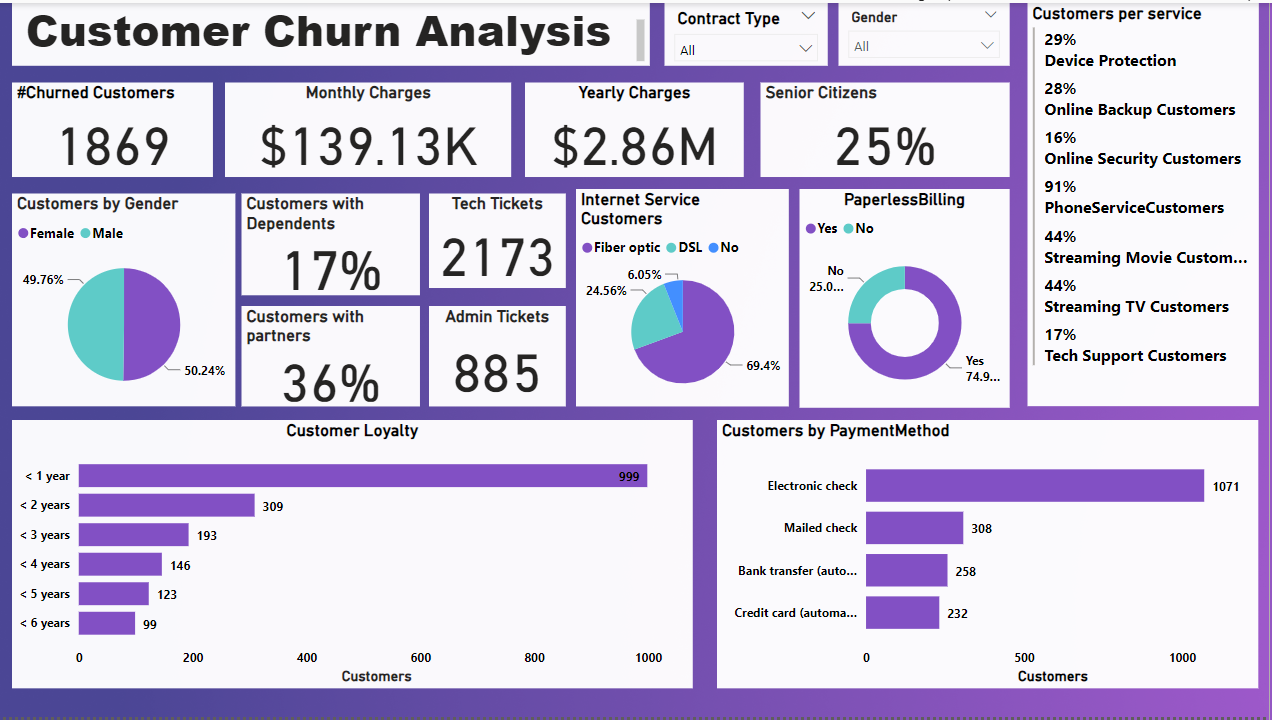 Customer Churn Analysis
Contract Type
All
Gender
All
Customers per service
29%
Device Protection
28%
Online Backup Customers
16%
Online Security Customers
91%
PhoneServiceCustomers
44%
Streaming Movie Custom...
44%
Streaming TV Customers
17%
Tech Support Customers
#Churned Customers
1869
Monthly Charges
$139.13K
Yearly Charges
$2.86M
Senior Citizens
25%
Customers by Gender
Female Male
49.76%
50.24%
Customers with
Dependents
17%
Customers with
partners
36%
Tech Tickets
2173
Admin Tickets
885
Internet Service
Customers
Fiber optic DSL No
6.05%
24.56%
69.4%
PaperlessBilling
Yes No
No
25.0...
Yes
74.9...
Customer Loyalty
< 1 year 999
< 2 years 309
< 3 years 193
< 4 years 146
< 5 years 123
< 6 years 99
0 200 400 600 800 1000
Customers
Customers by PaymentMethod
Electronic check 1071
Mailed check 308
Bank transfer (auto... 258
Credit card (automa... 232
0 500 1000
Customers